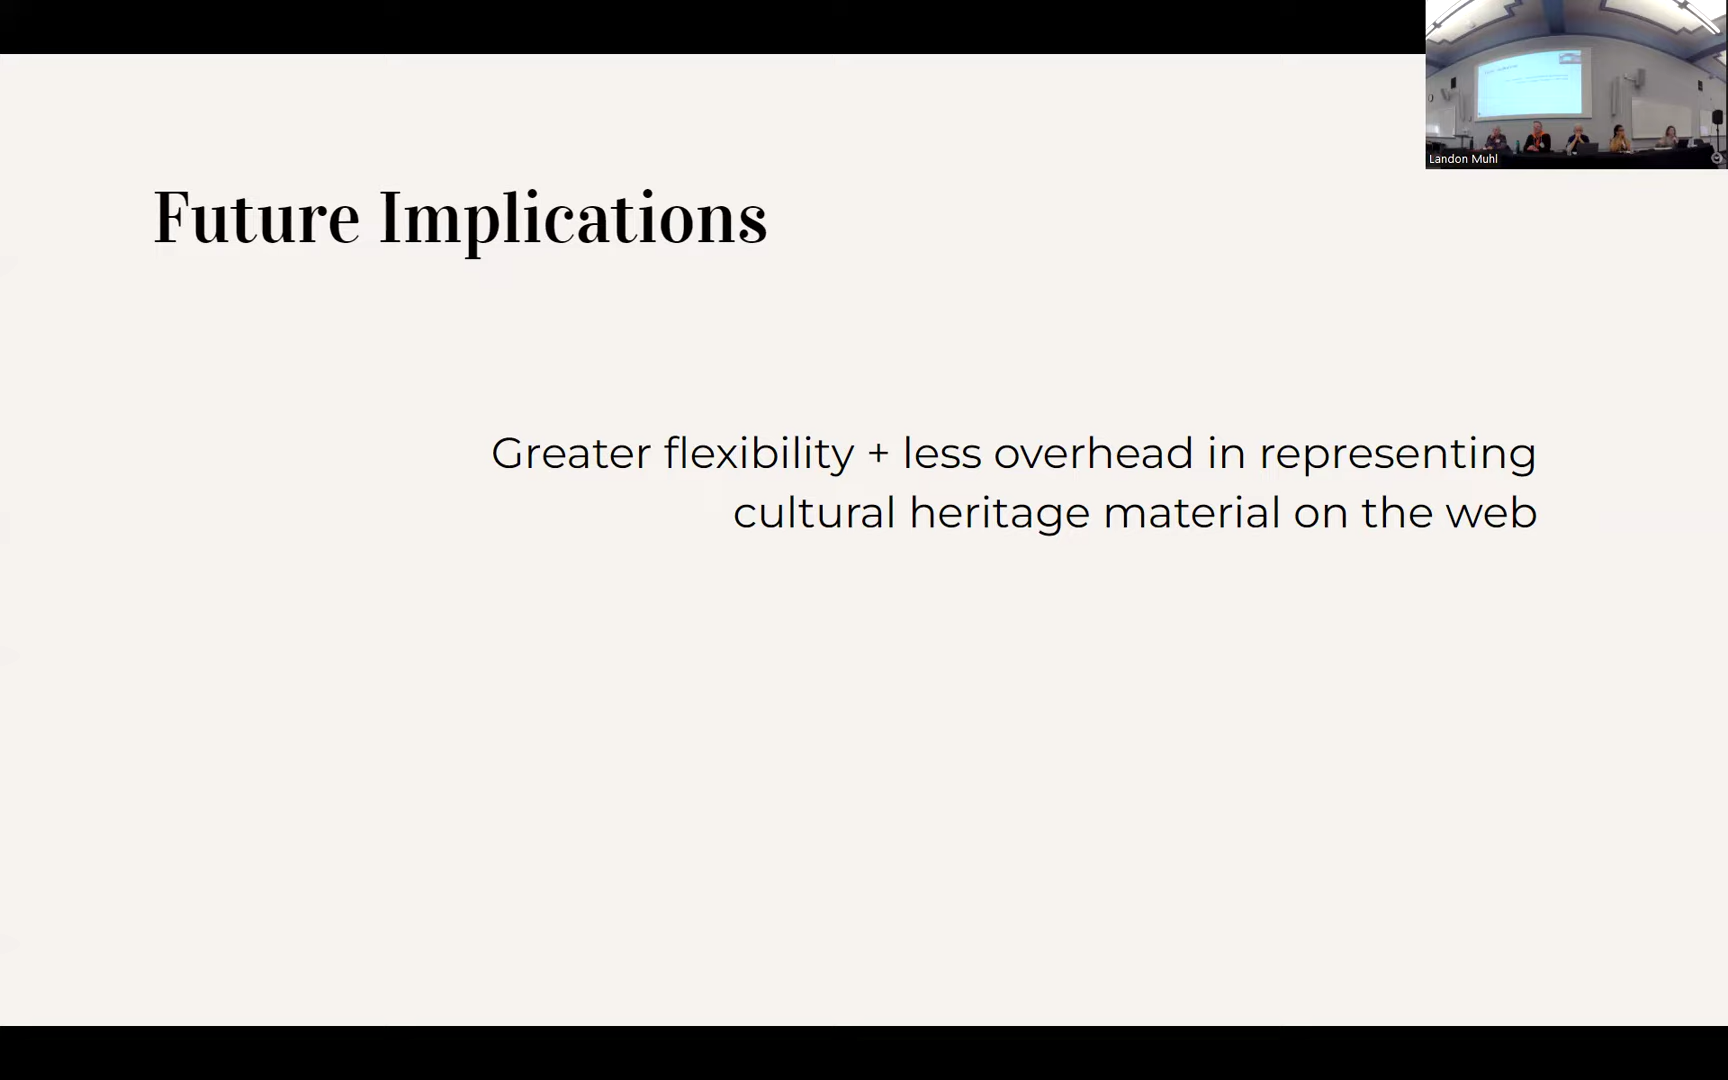 Future Implications
Greater flexibility + less overhead in representing
cultural heritage material on the web
Landon Muhl